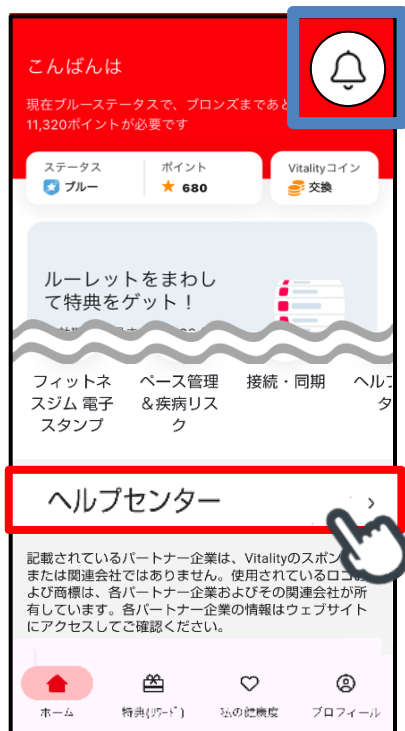 こんばんは
現在ブルーステータスで、ブロンズまであと
11,320ポイントが必要です
ステータス ポイント Vitalityコイン
ブルー 680 交換
ルーレットをまわし
て特典をゲット！
フィットネ ペース管理 接続・同期 ヘルプ
スジム 電子 &疾病リス タ
スタンプ ク
ヘルプセンター
記載されているパートナー企業は、Vitalityのスポン
または関連会社ではありません。使用されているロゴお
よび商標は、各パートナー企業およびその関連会社が所
有しています。各パートナー企業の情報はウェブサイト
にアクセスしてご確認ください。
ホーム 特典(リワード) 私の健康度 プロフィール